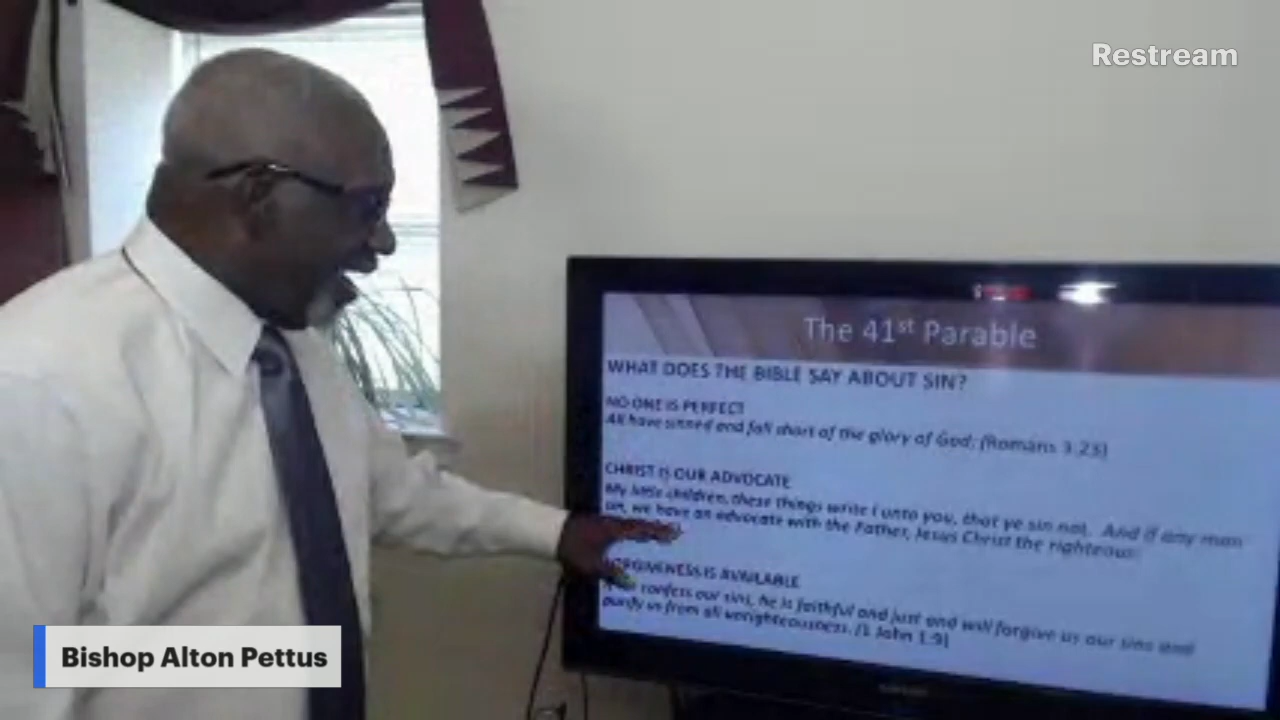 Restream
The 41st Parable
WHAT DOES THE BIBLE SAY ABOUT SIN?
NO ONE IS PERFECT
All have sinned and fall short of the glory of God; (Romans 3:23)
CHRIST IS OUR ADVOCATE
My little children, these things write I unto you, that ye sin not. And if any man
sin, we have an advocate with the Father, Jesus Christ the righteous:
FORGIVENESS IS AVAILABLE
confess our sins, he is faithful and just and will forgive us our sins and
purify us from all unrighteousness. (1 John 1:9)
Bishop Alton Pettus